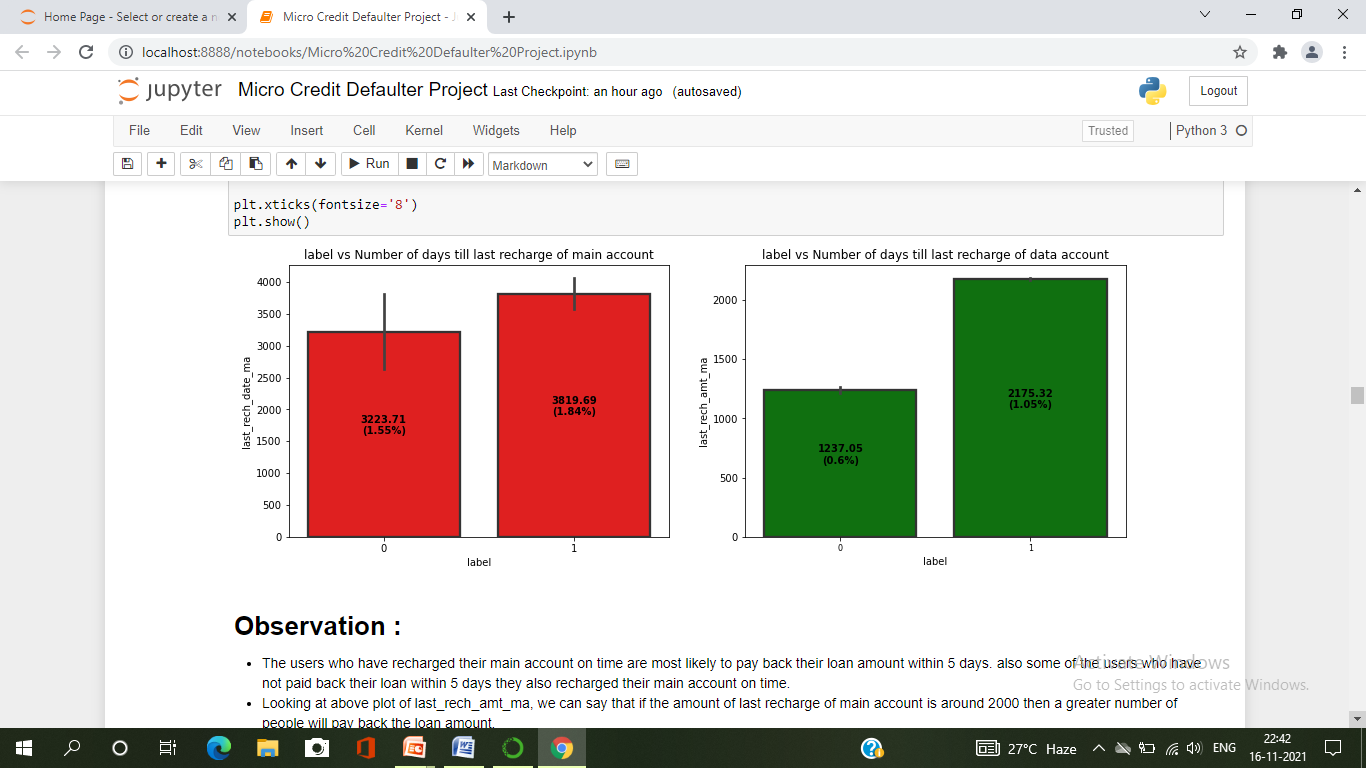 Home Page - Select or create a n
Micro Credit Defaulter Project - J
localhost:8888/notebooks/Micro%20Credit%20Defaulter%20Project.ipynb
jupyter Micro Credit Defaulter Project Last Checkpoint: an hour ago (autosaved)
Logout
File Edit View Insert Cell Kernel Widgets Help
Trusted
Python 3
Run
Markdown
plt.xticks(fontsize='8')
plt.show()
label vs Number of days till last recharge of main account
4000
3500
3000
2500
2000
1500
1000
500
0
last_rech_date_ma
3223.71
(1.55%)
3819.69
(1.84%)
0 1
label
label vs Number of days till last recharge of data account
2000
1500
1000
500
0
last_rech_amt_ma
1237.05
(0.6%)
2175.32
(1.05%)
0 1
label
Observation :
• The users who have recharged their main account on time are most likely to pay back their loan amount within 5 days. also some of the users who hade
not paid back their loan within 5 days they also recharged their main account on time.
• Looking at above plot of last_rech_amt_ma, we can say that if the amount of last recharge of main account is around 2000 then a greater number of
people will pay back the loan amount.
Activate Windows
Go to Settings to activate Windows.
27°C Haze
ENG
22:42
16-11-2021